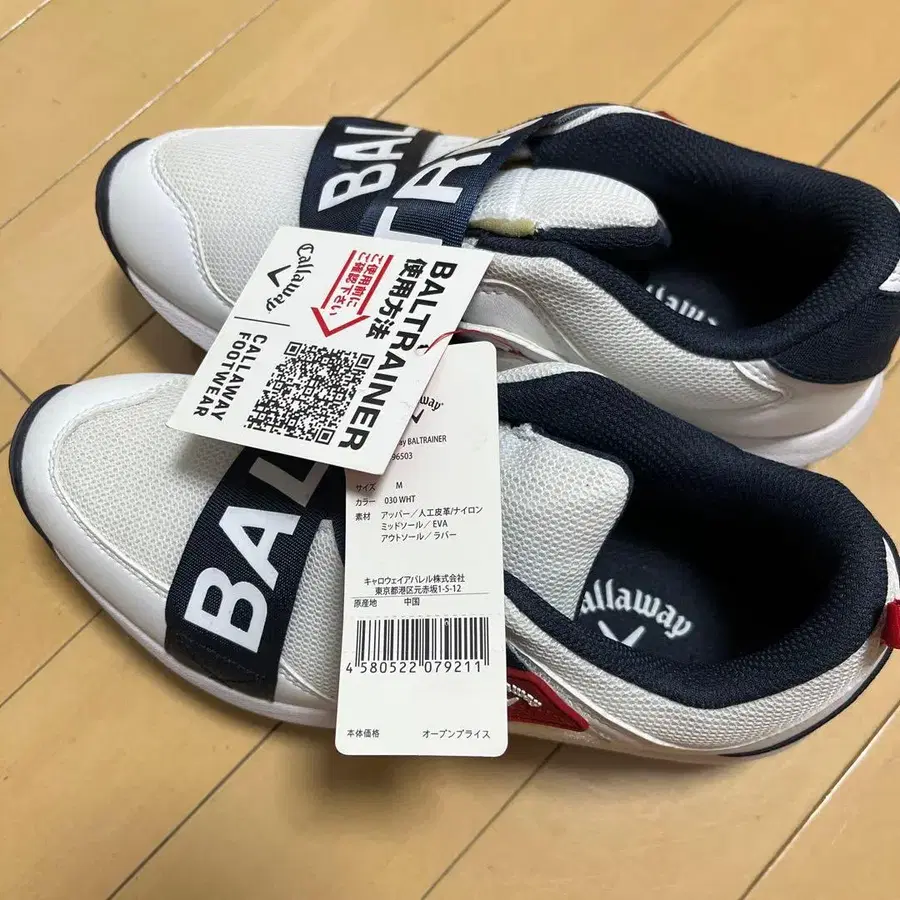 BAL
TRA
Callaway
CALLAWAY
FOOTWEAR
ご使用前に
ご確認下さい
使用方法
BALTRAINER
Callaway
BAL
BALTRAINER
96503
サイズ M
カラー 030 WHT
素材 アッパー／人工皮革/ナイロン
ミッドソール／EVA
アウトソール／ラバー
キャロウェイアパレル株式会社
東京都港区元赤坂1-5-12
原産地 中国
4 580522 079211
本体価格 オープンプライス
Callaway